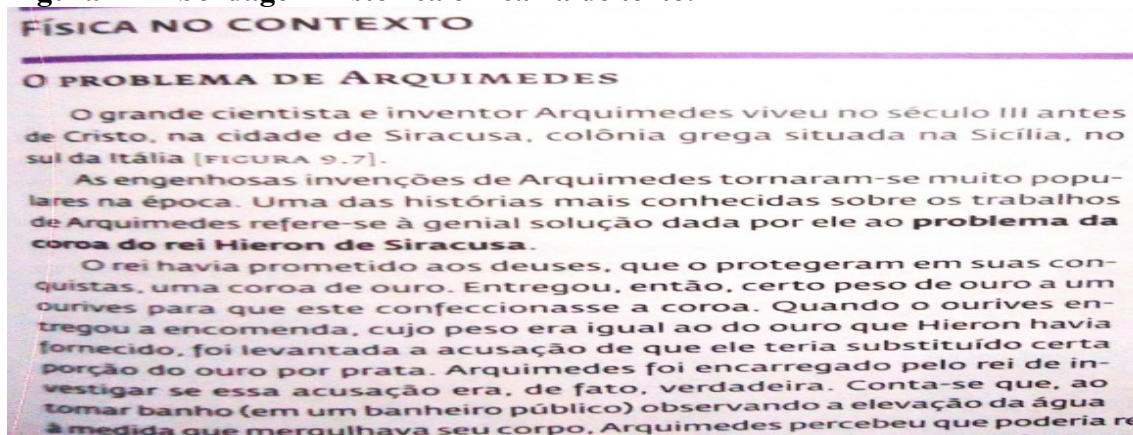 FÍSICA NO CONTEXTO
O PROBLEMA DE ARQUIMEDES
O grande cientista e inventor Arquimedes viveu no século III antes
de Cristo, na cidade de Siracusa, colônia grega situada na Sicília, no
sul da Itália [FIGURA 9.7].
As engenhosas invenções de Arquimedes tornaram-se muito popu-
lares na época. Uma das histórias mais conhecidas sobre os trabalhos
de Arquimedes refere-se à genial solução dada por ele ao problema da
coroa do rei Hieron de Siracusa.
O rei havia prometido aos deuses, que o protegeram em suas con-
quistas, uma coroa de ouro. Entregou, então, certo peso de ouro a um
ourives para que este confeccionasse a coroa. Quando o ourives en-
tregou a encomenda, cujo peso era igual ao do ouro que Hieron havia
fornecido, foi levantada a acusação de que ele teria substituído certa
porção do ouro por prata. Arquimedes foi encarregado pelo rei de in-
vestigar se essa acusação era, de fato, verdadeira. Conta-se que, ao
tomar banho (em um banheiro público) observando a elevação da água
à medida que mergulhava seu corpo, Arquimedes percebeu que poderia re